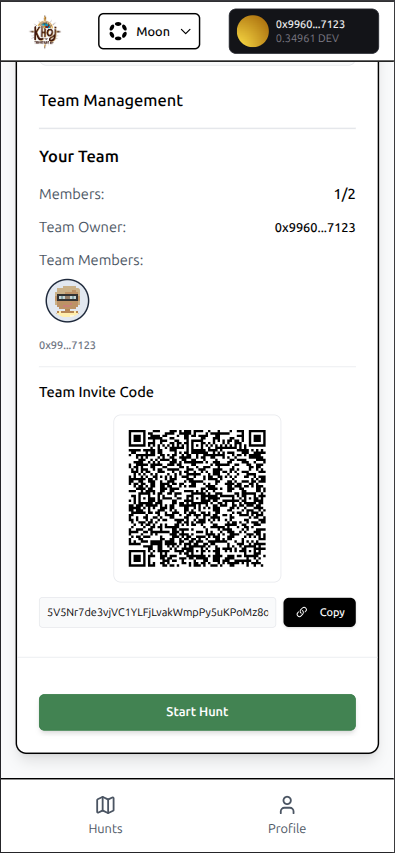 KHOJ
Moon
0x9960...7123
0.34961 DEV
Team Management
Your Team
Members:
1/2
Team Owner:
0x9960...7123
Team Members:
0x99...7123
Team Invite Code
5V5Nr7de3vjVC1YLFjLvakWmpPy5uKPoMz8c
Copy
Start Hunt
Hunts
Profile